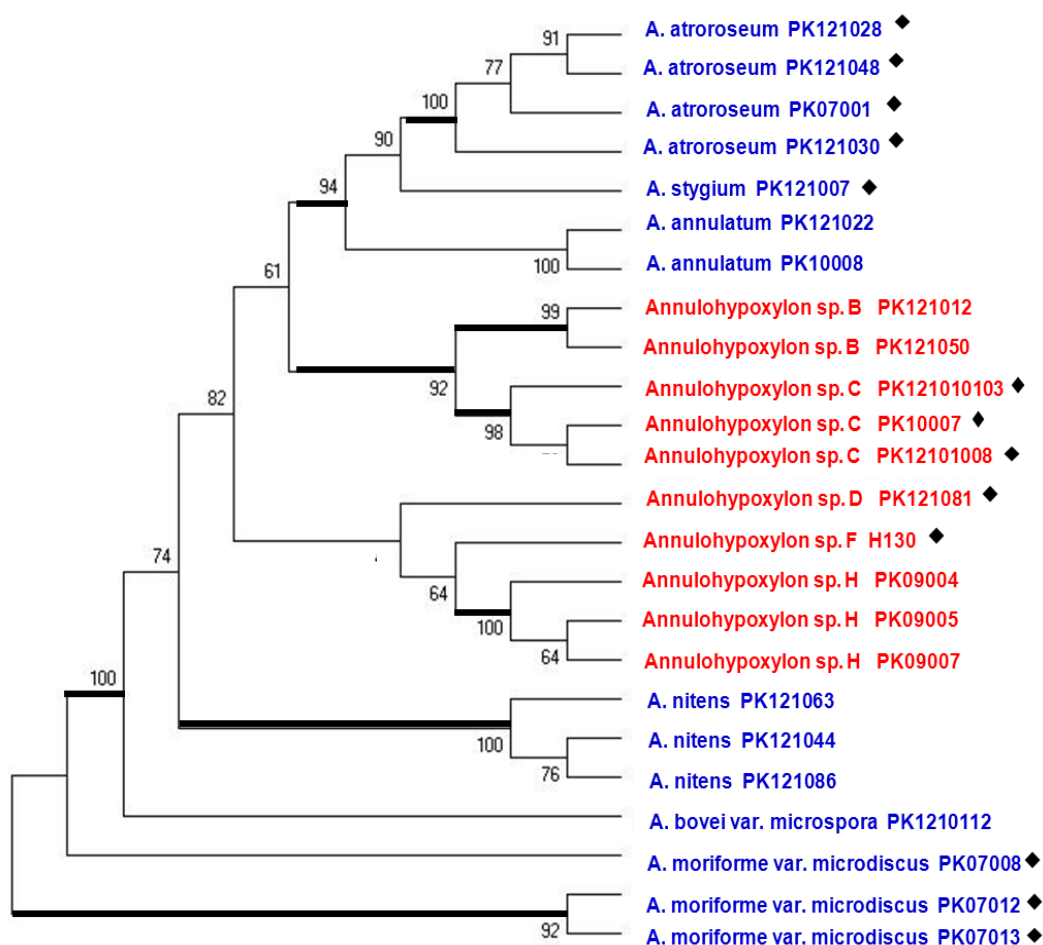 A. atroroseum PK121028 ◆
91
A. atroroseum PK121048 ◆
77
100
A. atroroseum PK07001 ◆
90
A. atroroseum PK121030 ◆
94
A. stygium PK121007 ◆
A. annulatum PK121022
100
A. annulatum PK10008
61
Annulohypoxylon sp. B PK121012
99
Annulohypoxylon sp. B PK121050
92
Annulohypoxylon sp. C PK121010103 ◆
82
Annulohypoxylon sp. C PK10007 ◆
98
Annulohypoxylon sp. C PK12101008 ◆
Annulohypoxylon sp. D PK121081 ◆
Annulohypoxylon sp. F H130 ◆
74
64
Annulohypoxylon sp. H PK09004
100
Annulohypoxylon sp. H PK09005
64
Annulohypoxylon sp. H PK09007
100
A. nitens PK121063
100
A. nitens PK121044
76
A. nitens PK121086
A. bovei var. microspora PK1210112
A. moriforme var. microdiscus PK07008 ◆
A. moriforme var. microdiscus PK07012 ◆
92
A. moriforme var. microdiscus PK07013 ◆